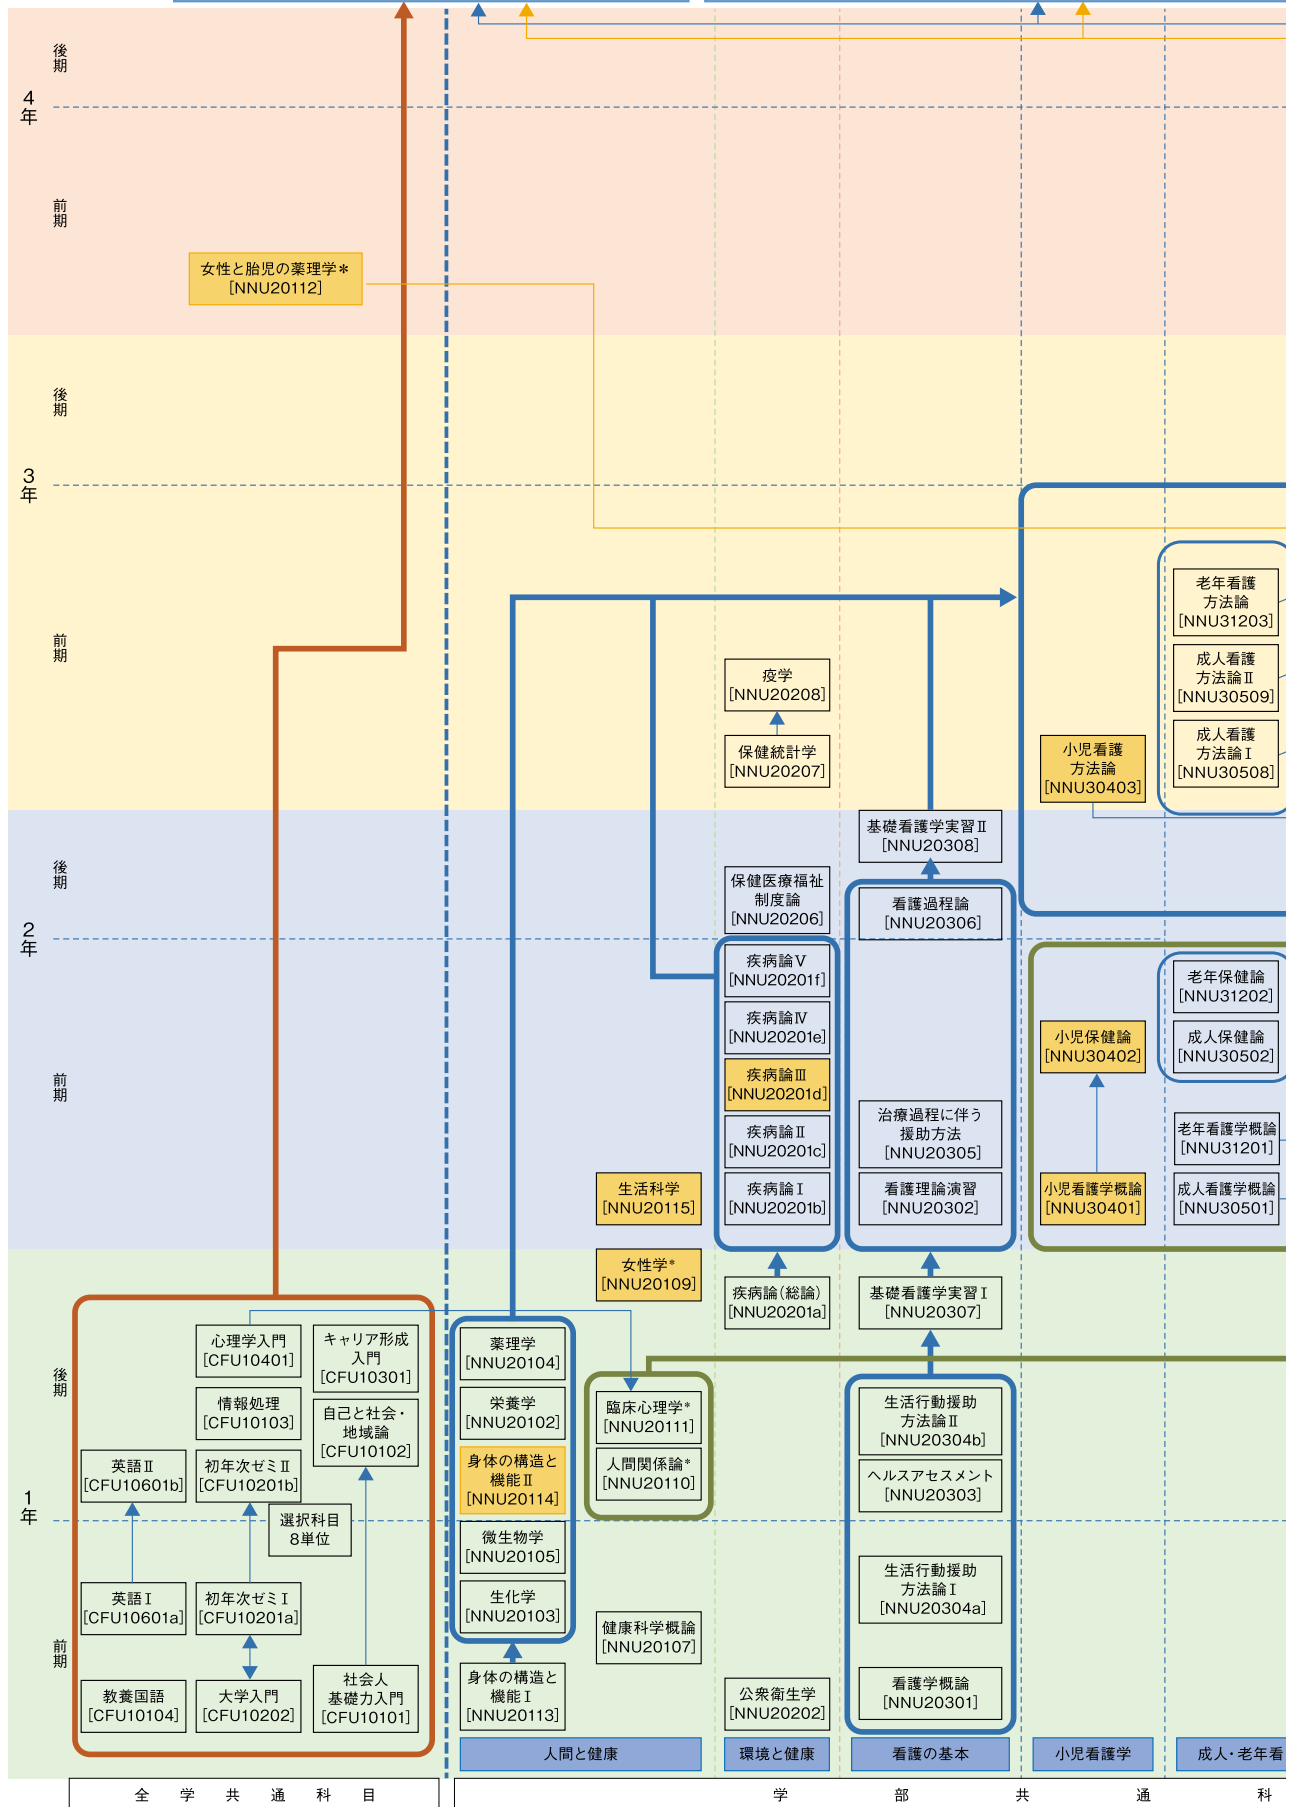 後期
4年
前期
女性と胎児の薬理学＊
[NNU20112]
後期
3年
前期
老年看護
方法論
[NNU31203]
成人看護
方法論Ⅱ
[NNU30509]
成人看護
方法論Ⅰ
[NNU30508]
疫学
[NNU20208]
保健統計学
[NNU20207]
小児看護
方法論
[NNU30403]
後期
2年
前期
基礎看護学実習Ⅱ
[NNU20308]
保健医療福祉
制度論
[NNU20206]
看護過程論
[NNU20306]
疾病論Ⅴ
[NNU20201f]
疾病論Ⅳ
[NNU20201e]
疾病論Ⅲ
[NNU20201d]
疾病論Ⅱ
[NNU20201c]
疾病論Ⅰ
[NNU20201b]
治療過程に伴う
援助方法
[NNU20305]
看護理論演習
[NNU20302]
小児保健論
[NNU30402]
小児看護学概論
[NNU30401]
老年保健論
[NNU31202]
成人保健論
[NNU30502]
老年看護学概論
[NNU31201]
成人看護学概論
[NNU30501]
生活科学
[NNU20115]
後期
1年
前期
女性学*
[NNU20109]
疾病論（総論）
[NNU20201a]
基礎看護学実習Ⅰ
[NNU20307]
心理学入門
[CFU10401]
キャリア形成
入門
[CFU10301]
情報処理
[CFU10103]
自己と社会・
地域論
[CFU10102]
英語Ⅱ
[CFU10601b]
初年次ゼミⅡ
[CFU10201b]
選択科目
8単位
英語Ⅰ
[CFU10601a]
初年次ゼミⅠ
[CFU10201a]
教養国語
[CFU10104]
大学入門
[CFU10202]
社会人
基礎力入門
[CFU10101]
薬理学
[NNU20104]
栄養学
[NNU20102]
身体の構造と
機能Ⅱ
[NNU20114]
微生物学
[NNU20105]
生化学
[NNU20103]
身体の構造と
機能Ⅰ
[NNU20113]
臨床心理学*
[NNU20111]
人間関係論*
[NNU20110]
健康科学概論
[NNU20107]
公衆衛生学
[NNU20202]
生活行動援助
方法論Ⅱ
[NNU20304b]
ヘルスアセスメント
[NNU20303]
生活行動援助
方法論Ⅰ
[NNU20304a]
看護学概論
[NNU20301]
人間と健康
環境と健康
看護の基本
小児看護学
成人・老年看
全学共通科目
学部共通科